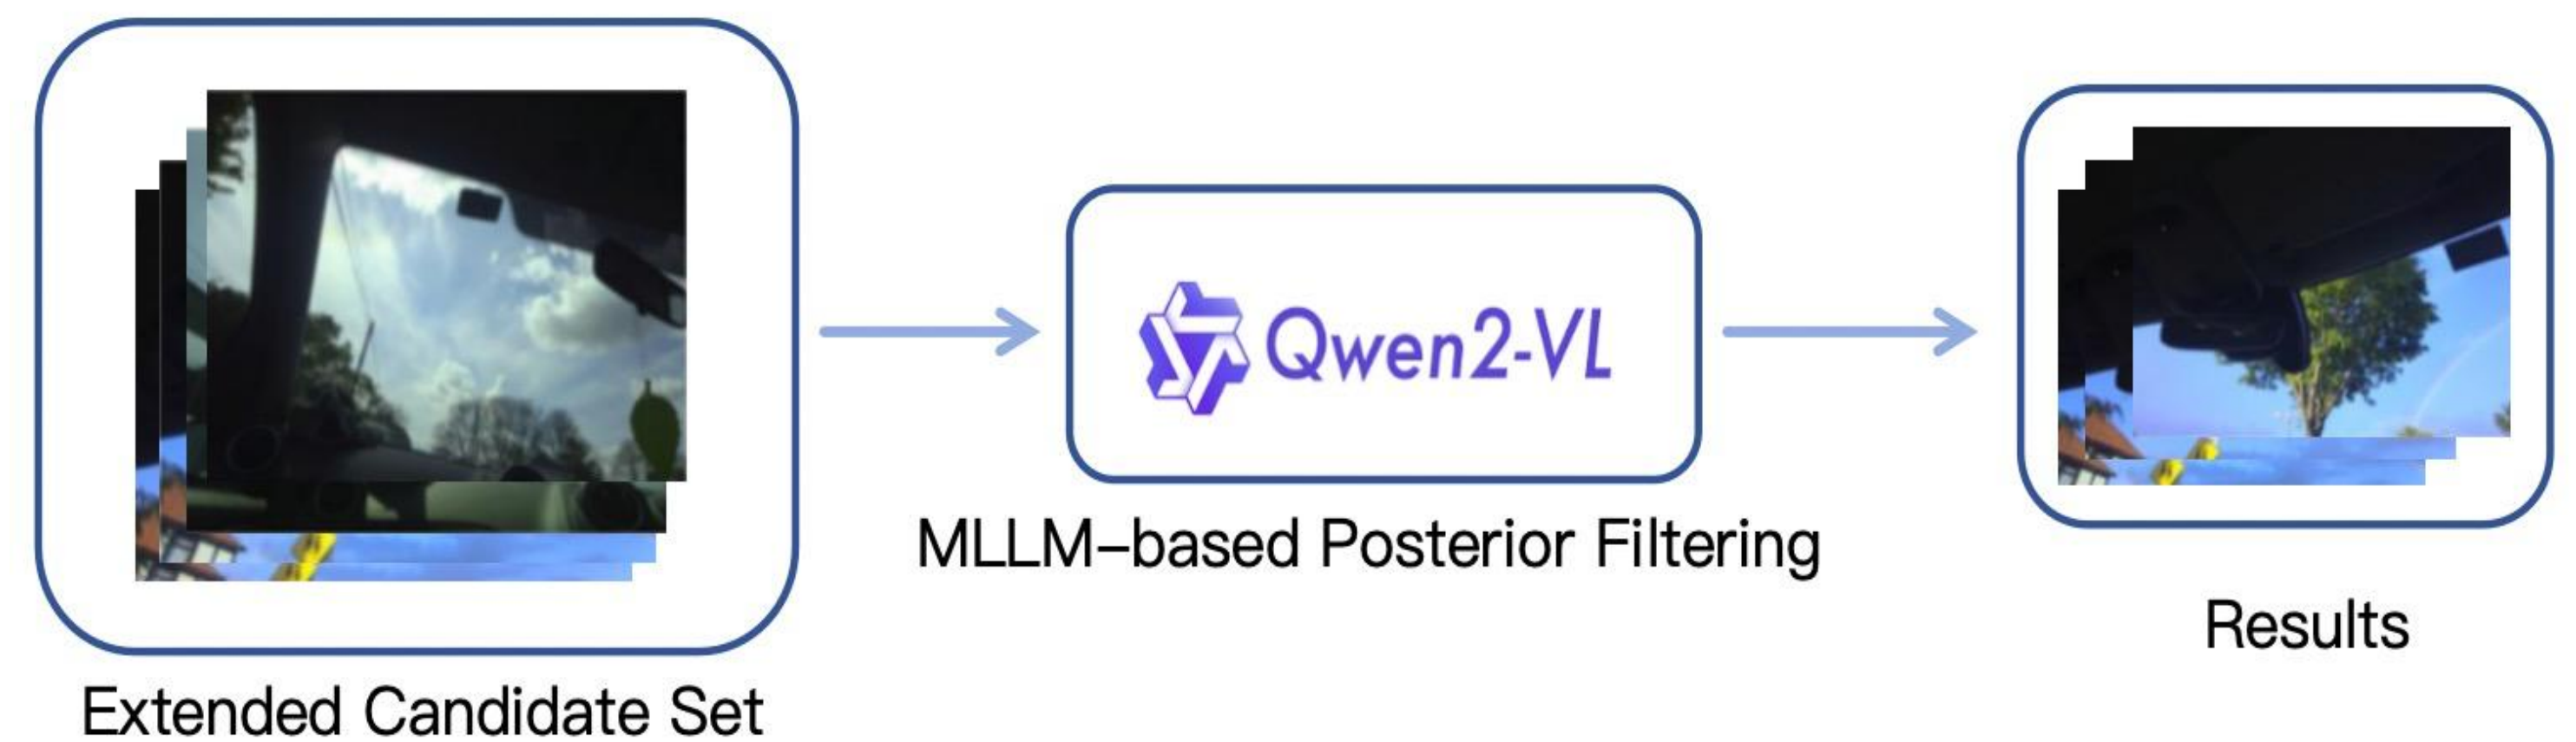 Qwen2-VL
MLLM-based Posterior Filtering
Results
Extended Candidate Set